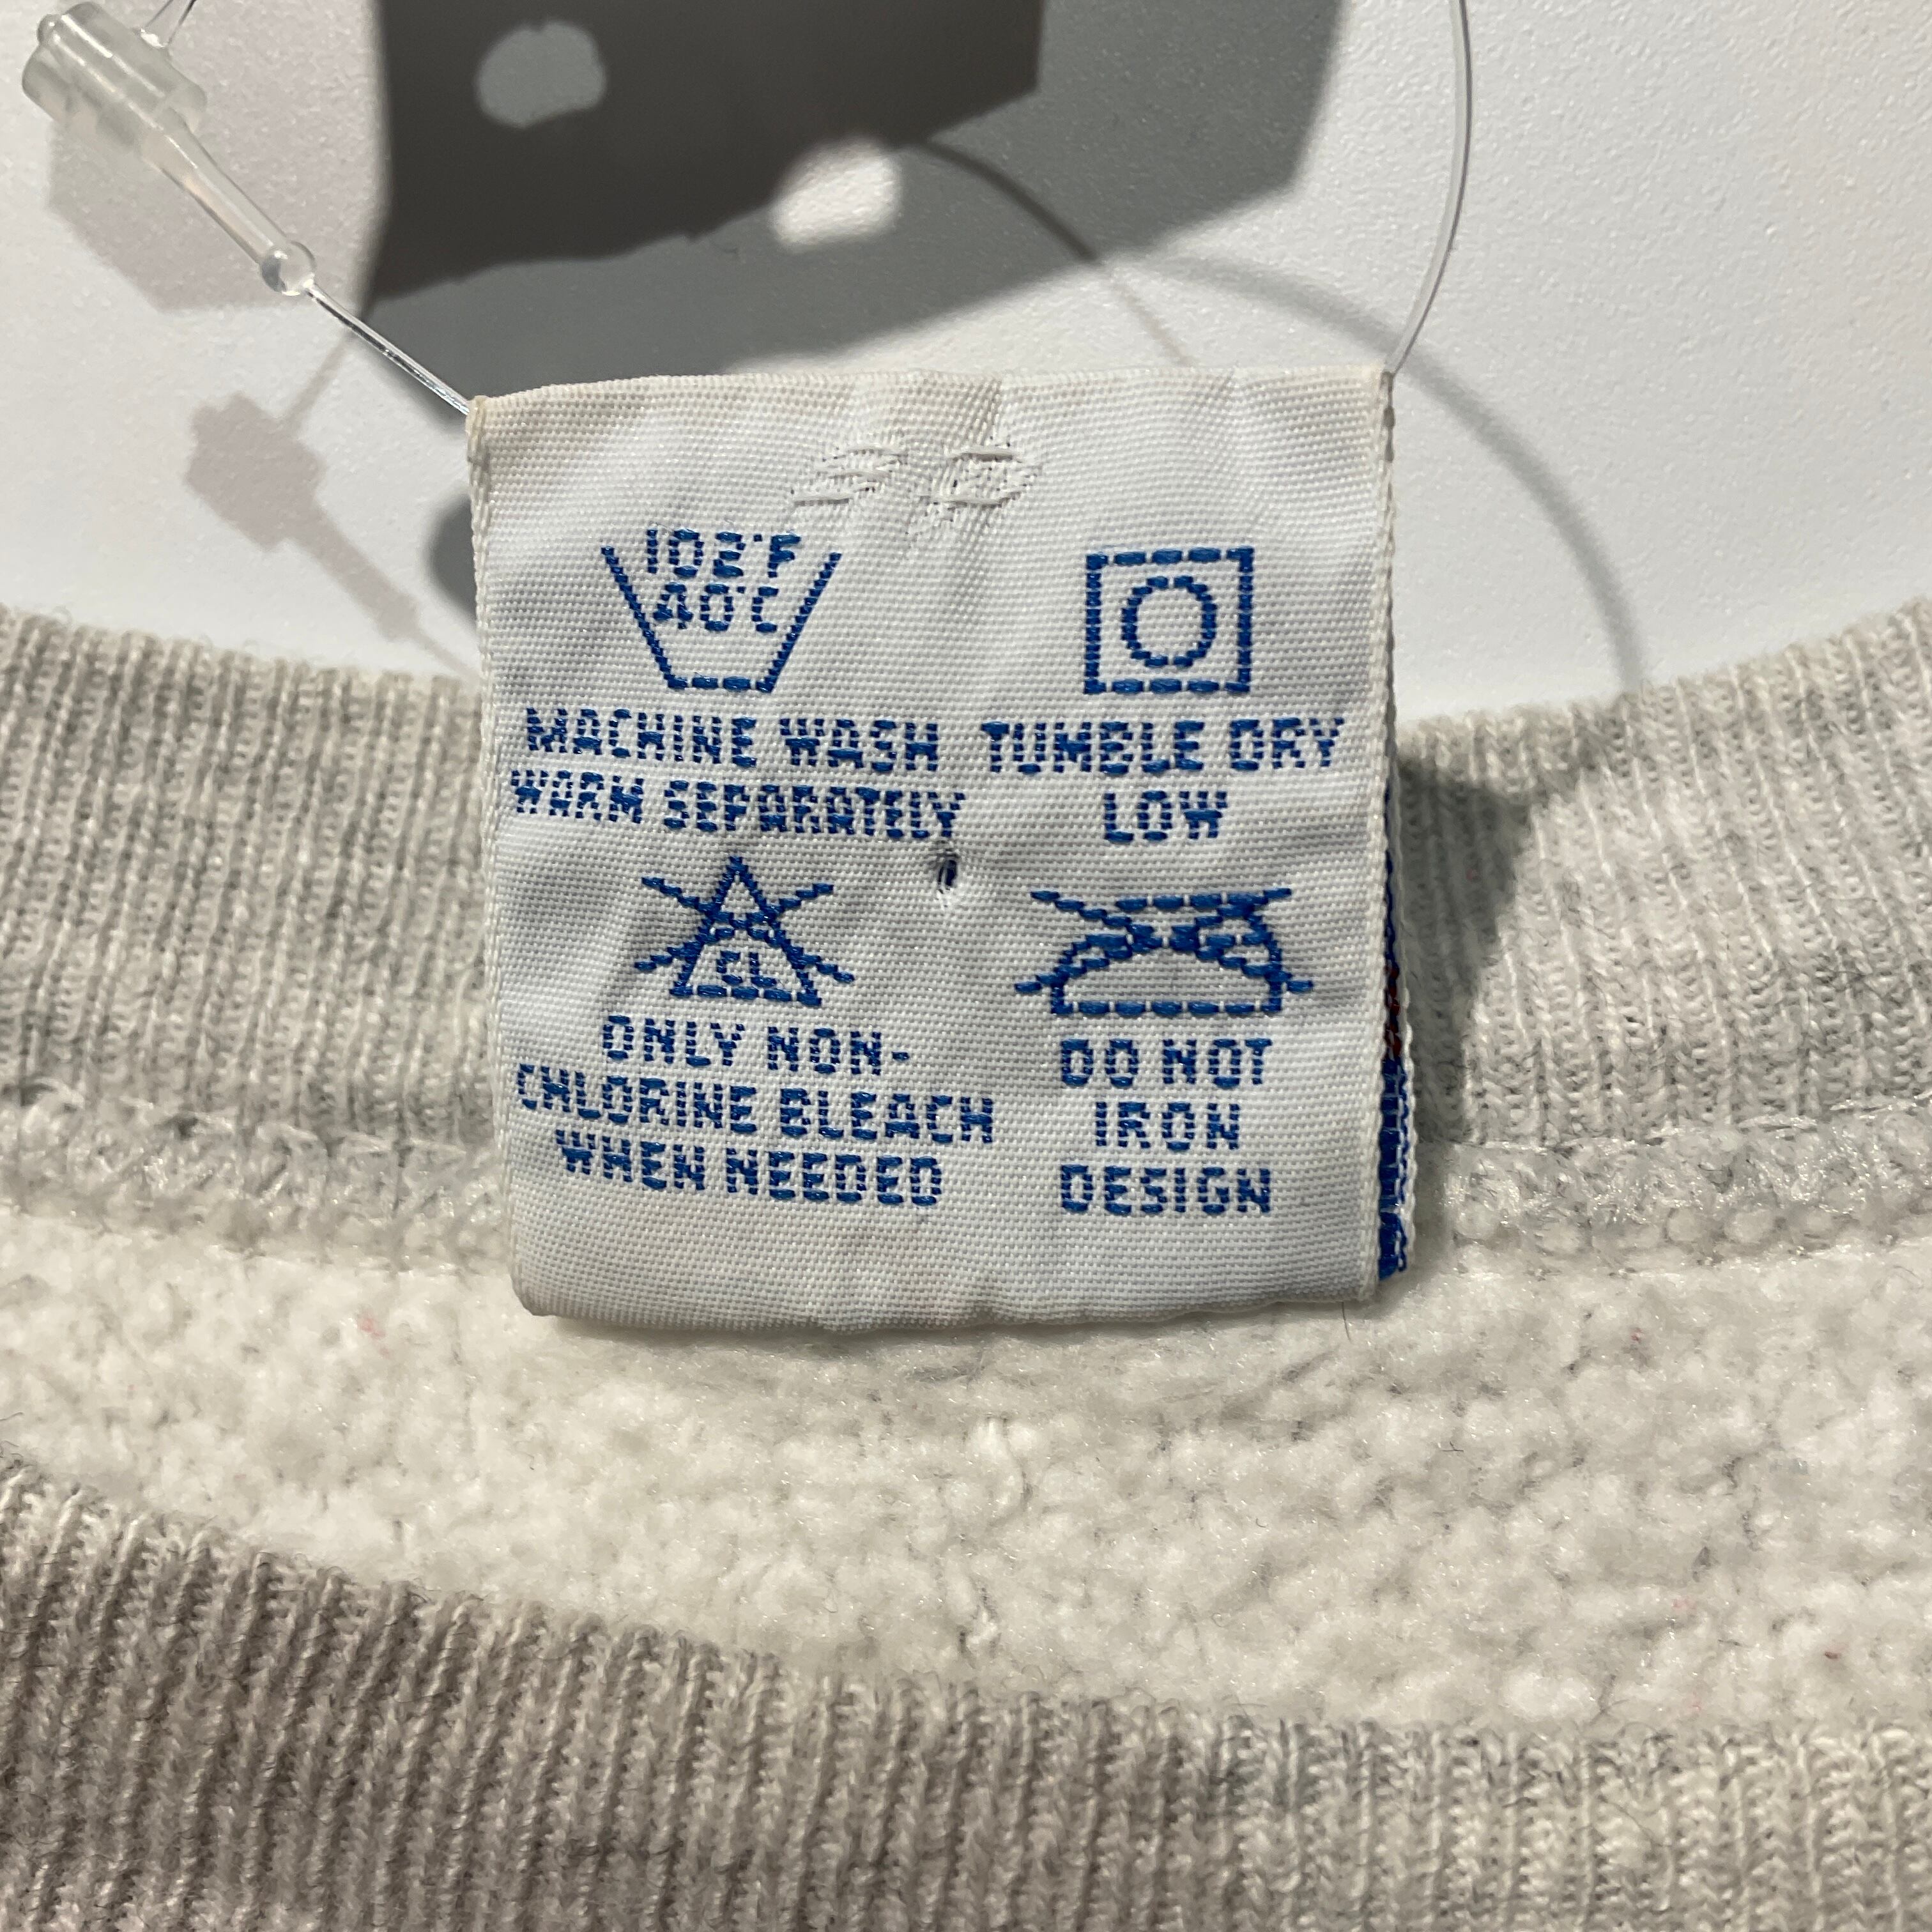 102°F
40°C
MACHINE WASH
WARM SEPARATELY
TUMBLE DRY
LOW
CL
ONLY NON-
CHLORINE BLEACH
WHEN NEEDED
DO NOT
IRON
DESIGN